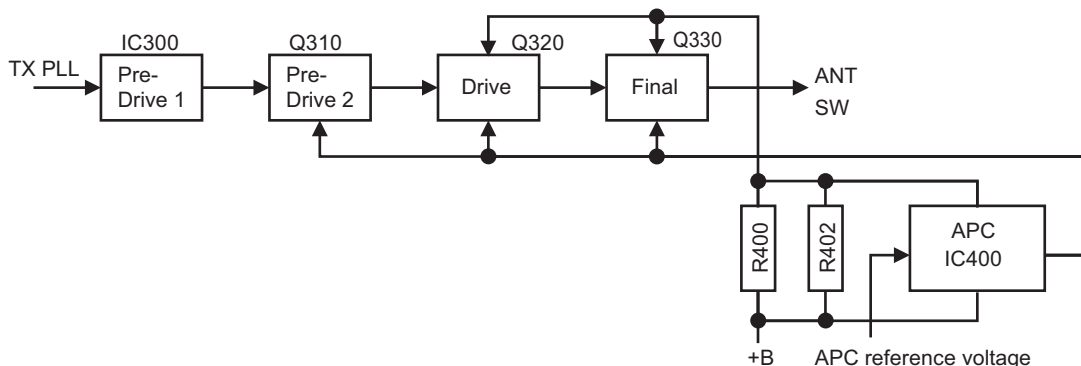 IC300
Q310
Q320
Q330
TX PLL
Pre-
Drive 1
Pre-
Drive 2
Drive
Final
ANT
SW
R400
R402
APC
IC400
+B
APC reference voltage